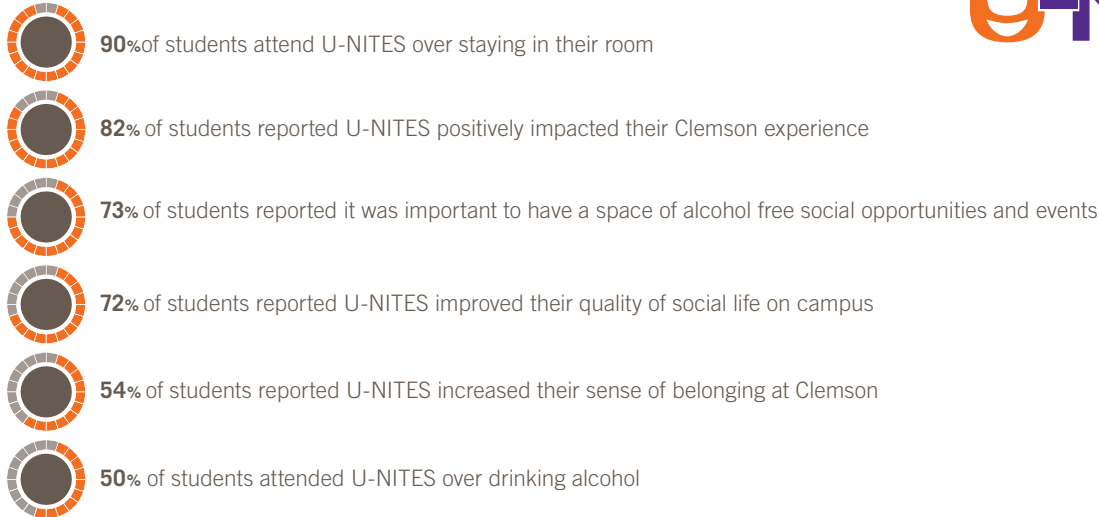 90%of students attend U-NITES over staying in their room
82% of students reported U-NITES positively impacted their Clemson experience
73% of students reported it was important to have a space of alcohol free social opportunities and events
72% of students reported U-NITES improved their quality of social life on campus
54% of students reported U-NITES increased their sense of belonging at Clemson
50% of students attended U-NITES over drinking alcohol